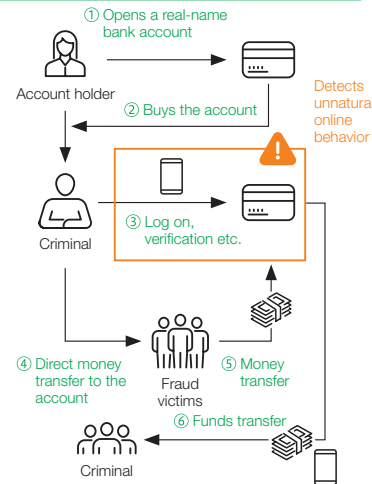 ① Opens a real-name
bank account
Account holder
Detects
unnatura
online
behavior
② Buys the account
③ Log on,
verification etc.
Criminal
④ Direct money
transfer to the
account
Fraud
victims
⑤ Money
transfer
⑥ Funds transfer
Criminal